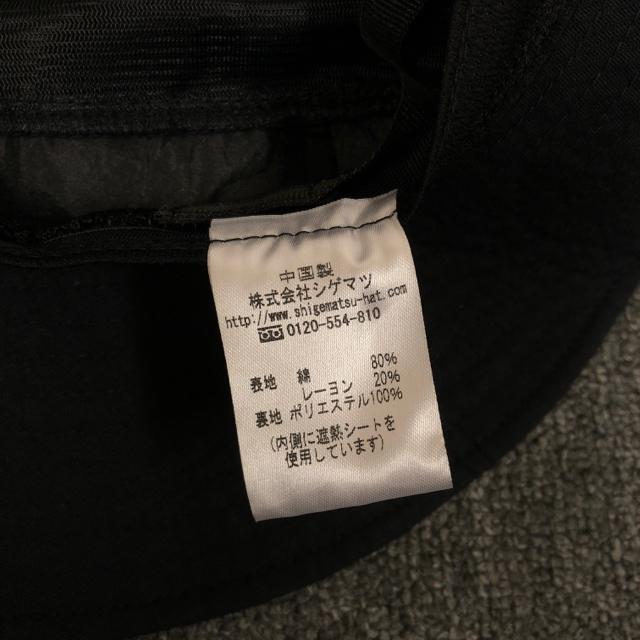 中国製
株式会社シゲマツ
http://www.shigematsu-hat.com
0120-554-810
表地 綿 80%
レーヨン 20%
裏地 ポリエステル100%
(内側に遮熱シートを
使用しています)